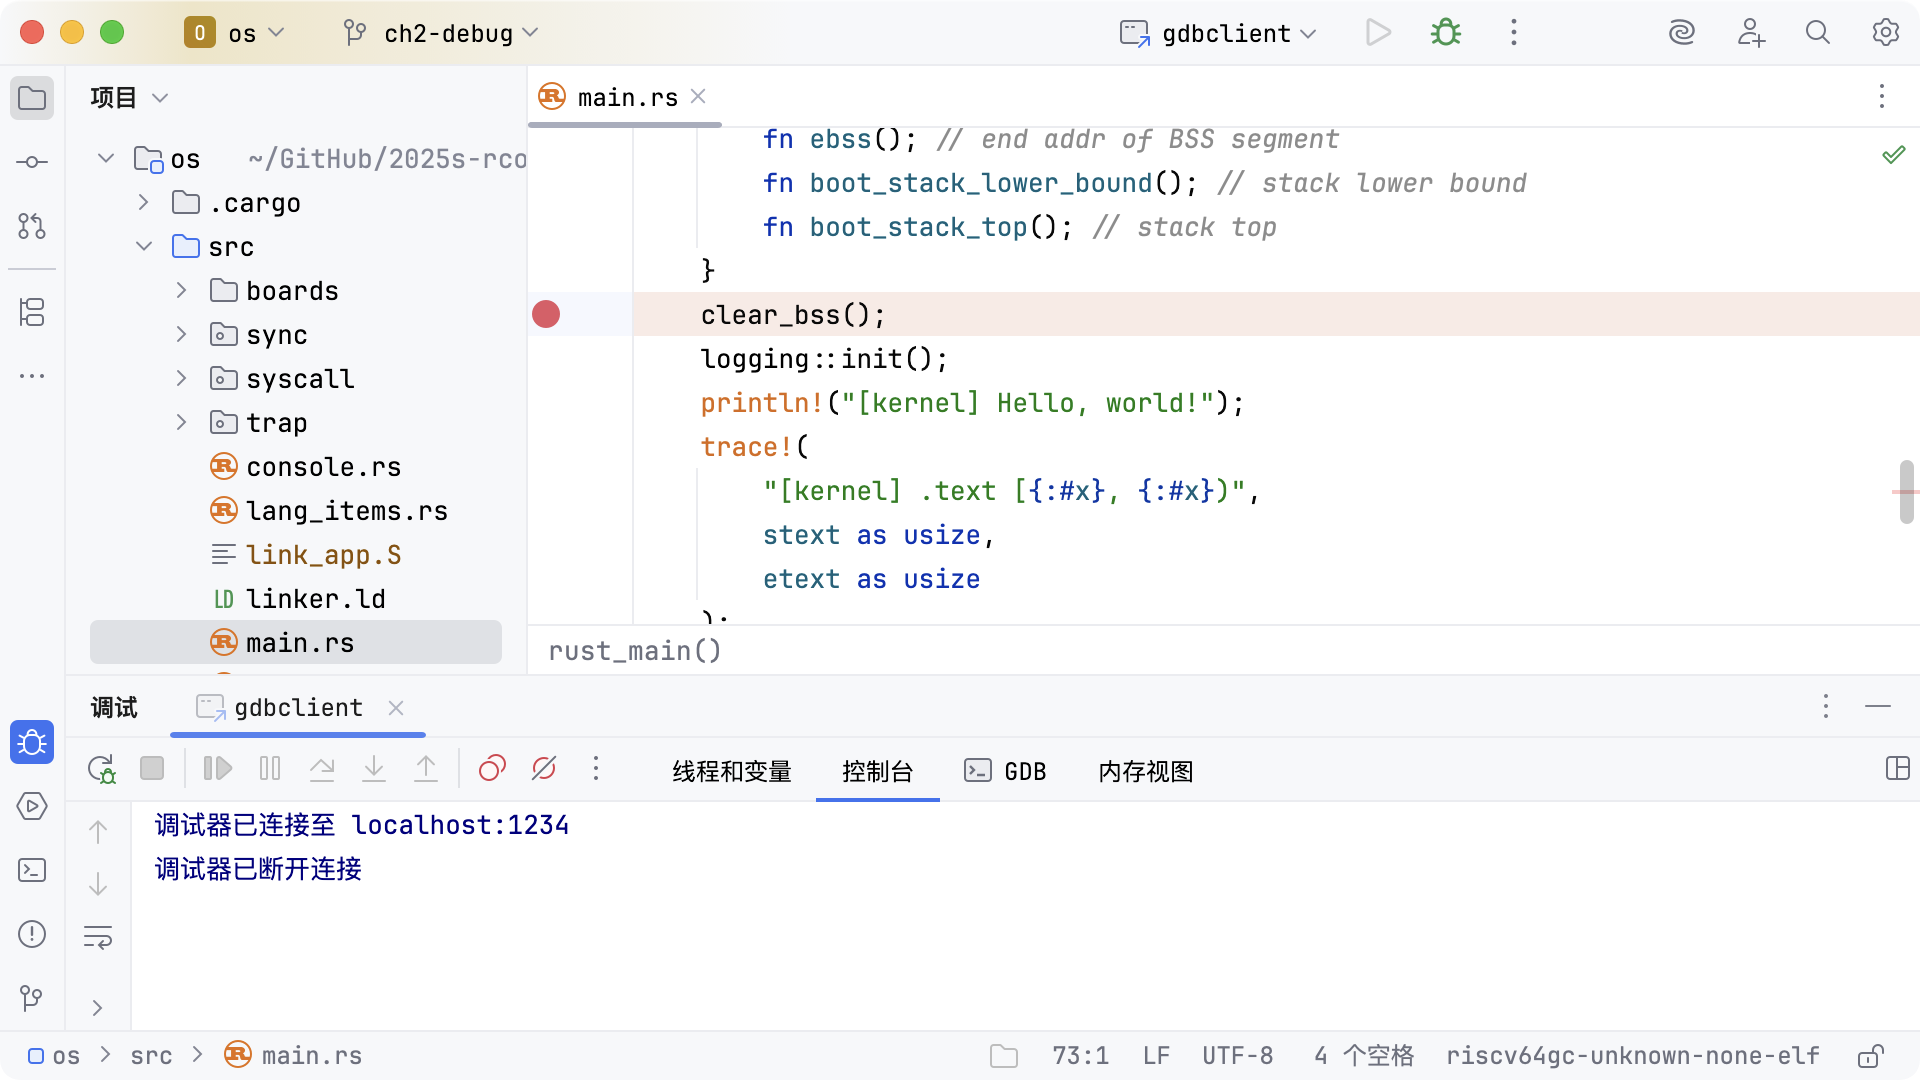 O os ch2-debug gdbclient
项目
main.rs
os ~/GitHub/2025s-rco
.cargo
src
boards
sync
syscall
trap
console.rs
lang_items.rs
link_app.S
LD linker.ld
main.rs
fn ebss(); // end addr of BSS segment
fn boot_stack_lower_bound(); // stack lower bound
fn boot_stack_top(); // stack top
}
clear_bss();
logging::init();
println!("[kernel] Hello, world!");
trace!(
"[kernel] .text [{:#x}, {:#x})",
stext as usize,
etext as usize
);
rust_main()
调试 gdbclient
线程和变量 控制台 GDB 内存视图
调试器已连接至 localhost:1234
调试器已断开连接
os src main.rs 73:1 LF UTF-8 4 个空格 riscv64gc-unknown-none-elf